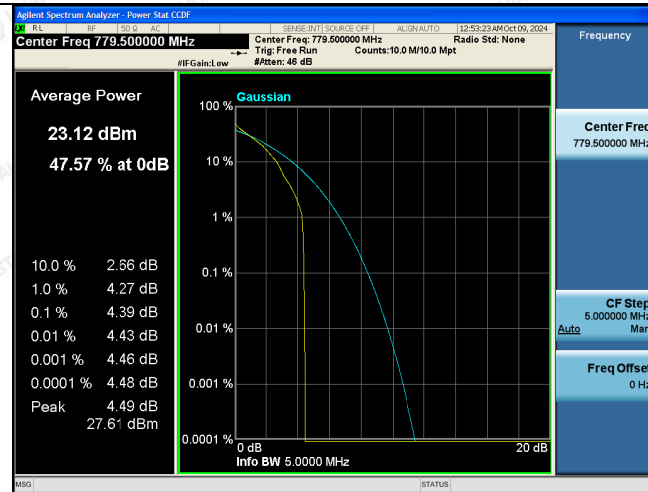 Agilent Spectrum Analyzer - Power Stat CCDF
RL RF 50 Ω AC SENSE:INT SOURCE OFF ALIGN AUTO 12:53:23 AM Oct 09, 2024
Center Freq 779.500000 MHz
Center Freq: 779.500000 MHz Radio Std: None
Trig: Free Run Counts:10.0 M/10.0 Mpt
#IFGain:Low #Atten: 46 dB
Frequency
Average Power
23.12 dBm
47.57 % at 0dB
10.0 % 2.66 dB
1.0 % 4.27 dB
0.1 % 4.39 dB
0.01 % 4.43 dB
0.001 % 4.46 dB
0.0001 % 4.48 dB
Peak 4.49 dB
27.61 dBm
Gaussian
100 %
10 %
1 %
0.1 %
0.01 %
0.001 %
0.0001 %
0 dB 20 dB
Info BW 5.0000 MHz
Center Freq
779.500000 MHz
CF Step
5.000000 MHz
Auto Man
Freq Offset
0 Hz
MSG STATUS